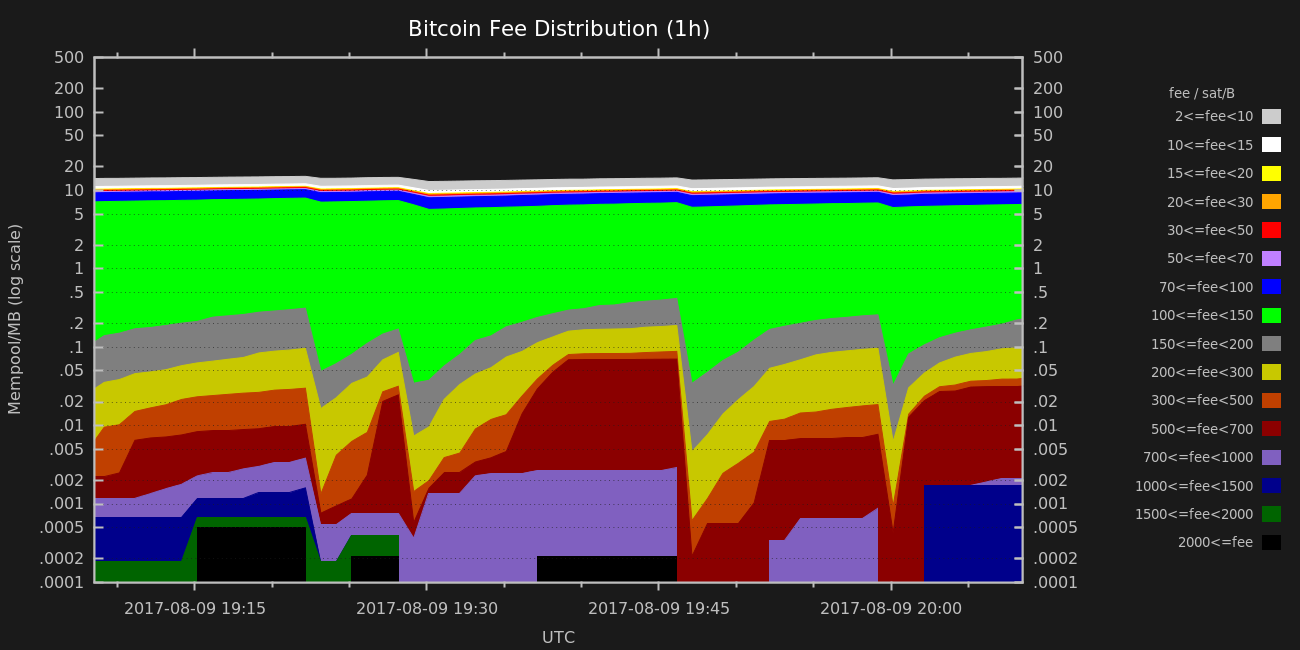 Bitcoin Fee Distribution (1h)
500
200
100
50
20
10
5
2
1
.5
.2
.1
.05
.02
.01
.005
.002
.001
.0005
.0002
.0001
Mempool/MB (log scale)
500
200
100
50
20
10
5
2
1
.5
.2
.1
.05
.02
.01
.005
.002
.001
.0005
.0002
.0001
2017-08-09 19:15
2017-08-09 19:30
2017-08-09 19:45
2017-08-09 20:00
UTC
fee / sat/B
2<=fee<10
10<=fee<15
15<=fee<20
20<=fee<30
30<=fee<50
50<=fee<70
70<=fee<100
100<=fee<150
150<=fee<200
200<=fee<300
300<=fee<500
500<=fee<700
700<=fee<1000
1000<=fee<1500
1500<=fee<2000
2000<=fee